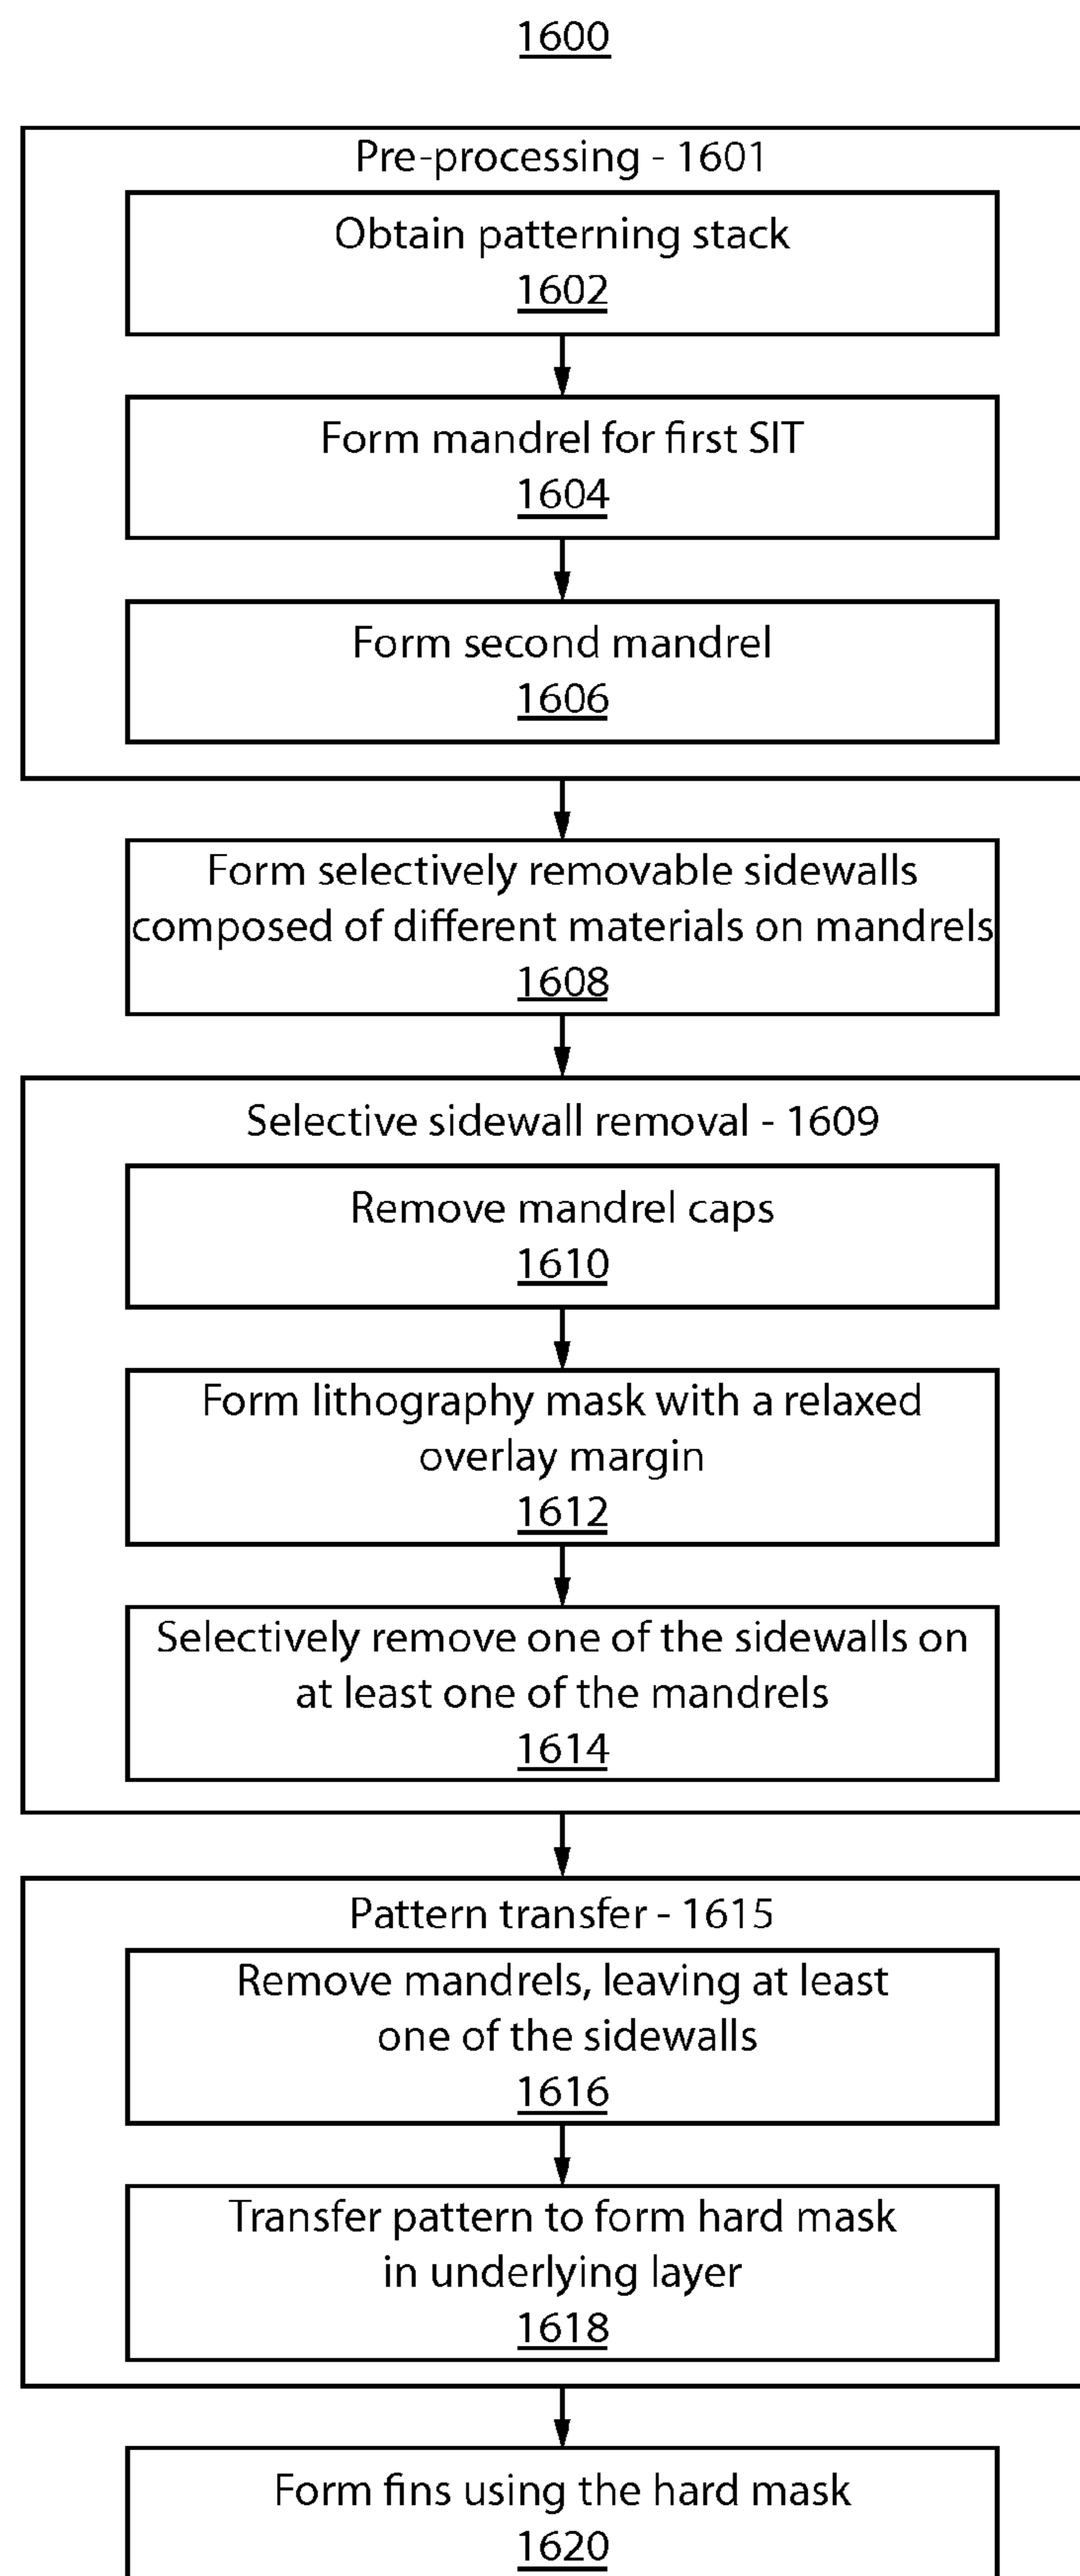 1600
Pre-processing - 1601
Obtain patterning stack
1602
Form mandrel for first SIT
1604
Form second mandrel
1606
Form selectively removable sidewalls
composed of different materials on mandrels
1608
Selective sidewall removal - 1609
Remove mandrel caps
1610
Form lithography mask with a relaxed
overlay margin
1612
Selectively remove one of the sidewalls on
at least one of the mandrels
1614
Pattern transfer - 1615
Remove mandrels, leaving at least
one of the sidewalls
1616
Transfer pattern to form hard mask
in underlying layer
1618
Form fins using the hard mask
1620